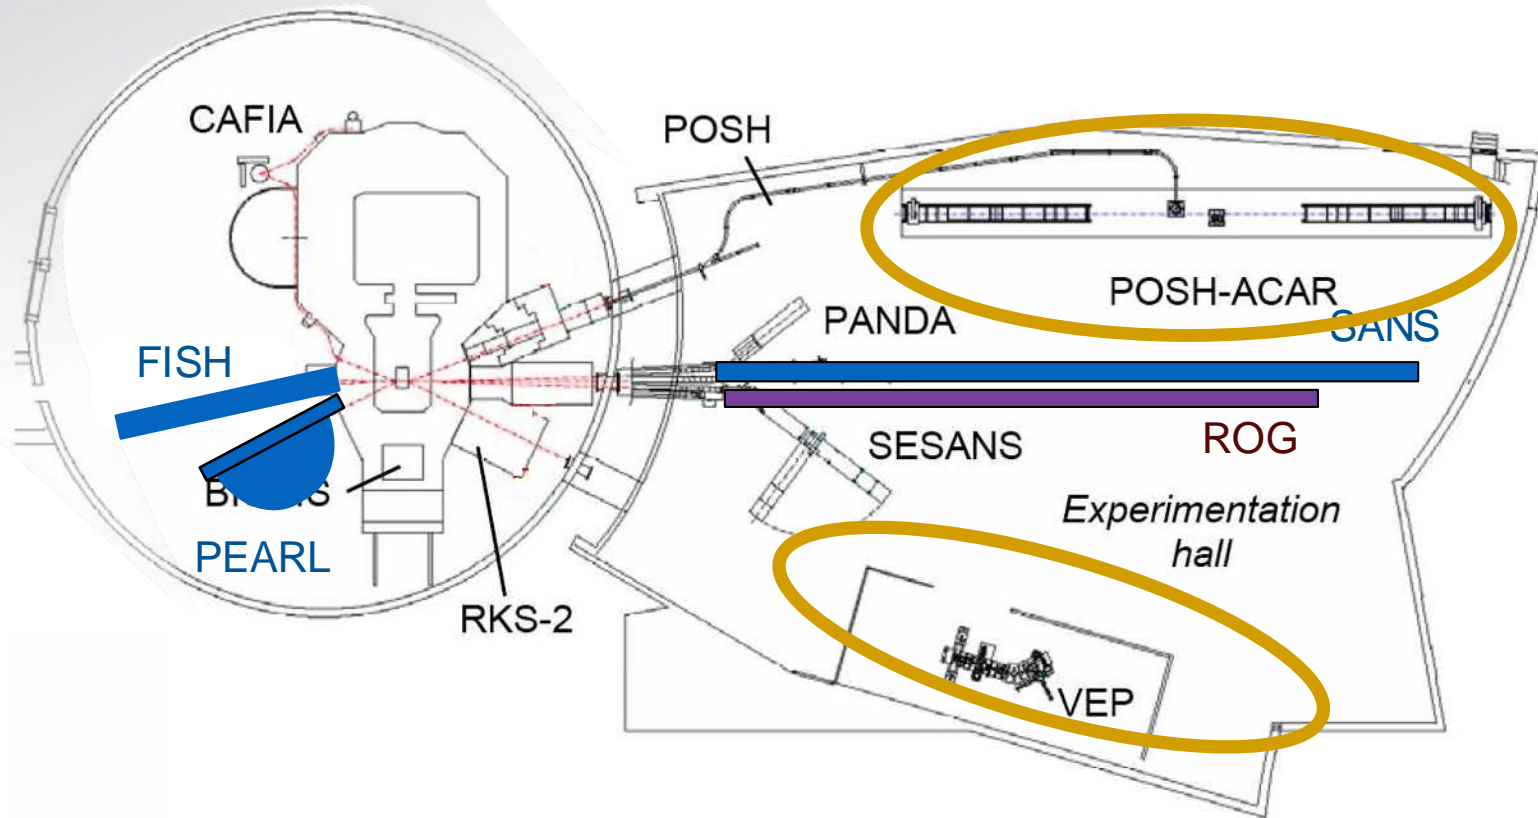 CAFIA
POSH
POSH-ACAR
PANDA
SANS
FISH
SESANS
ROG
Experimentation
hall
PEARL
RKS-2
VEP